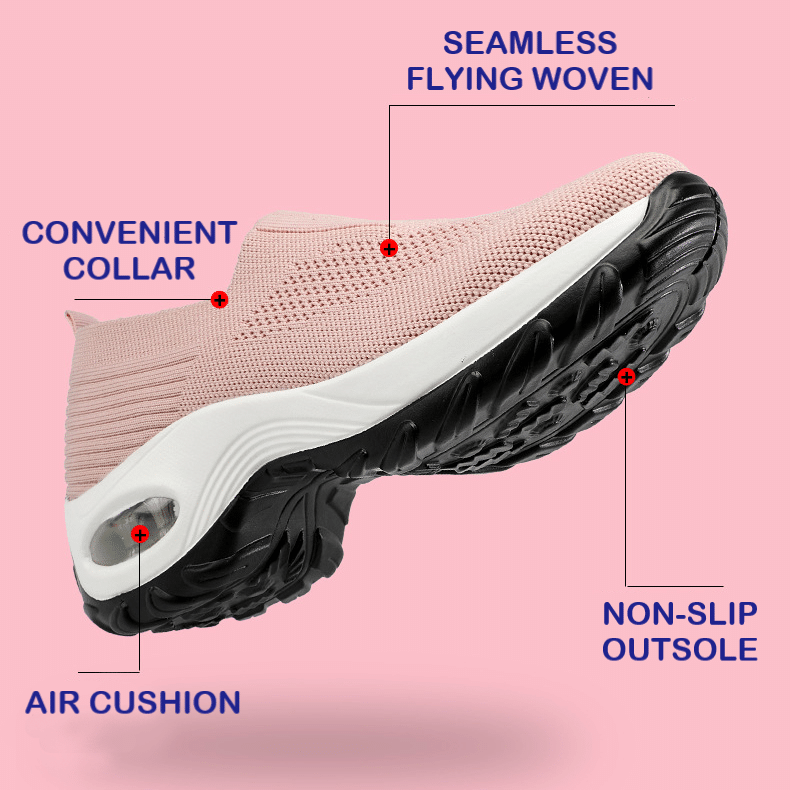 SEAMLESS
FLYING WOVEN
CONVENIENT
COLLAR
NON-SLIP
OUTSOLE
AIR CUSHION